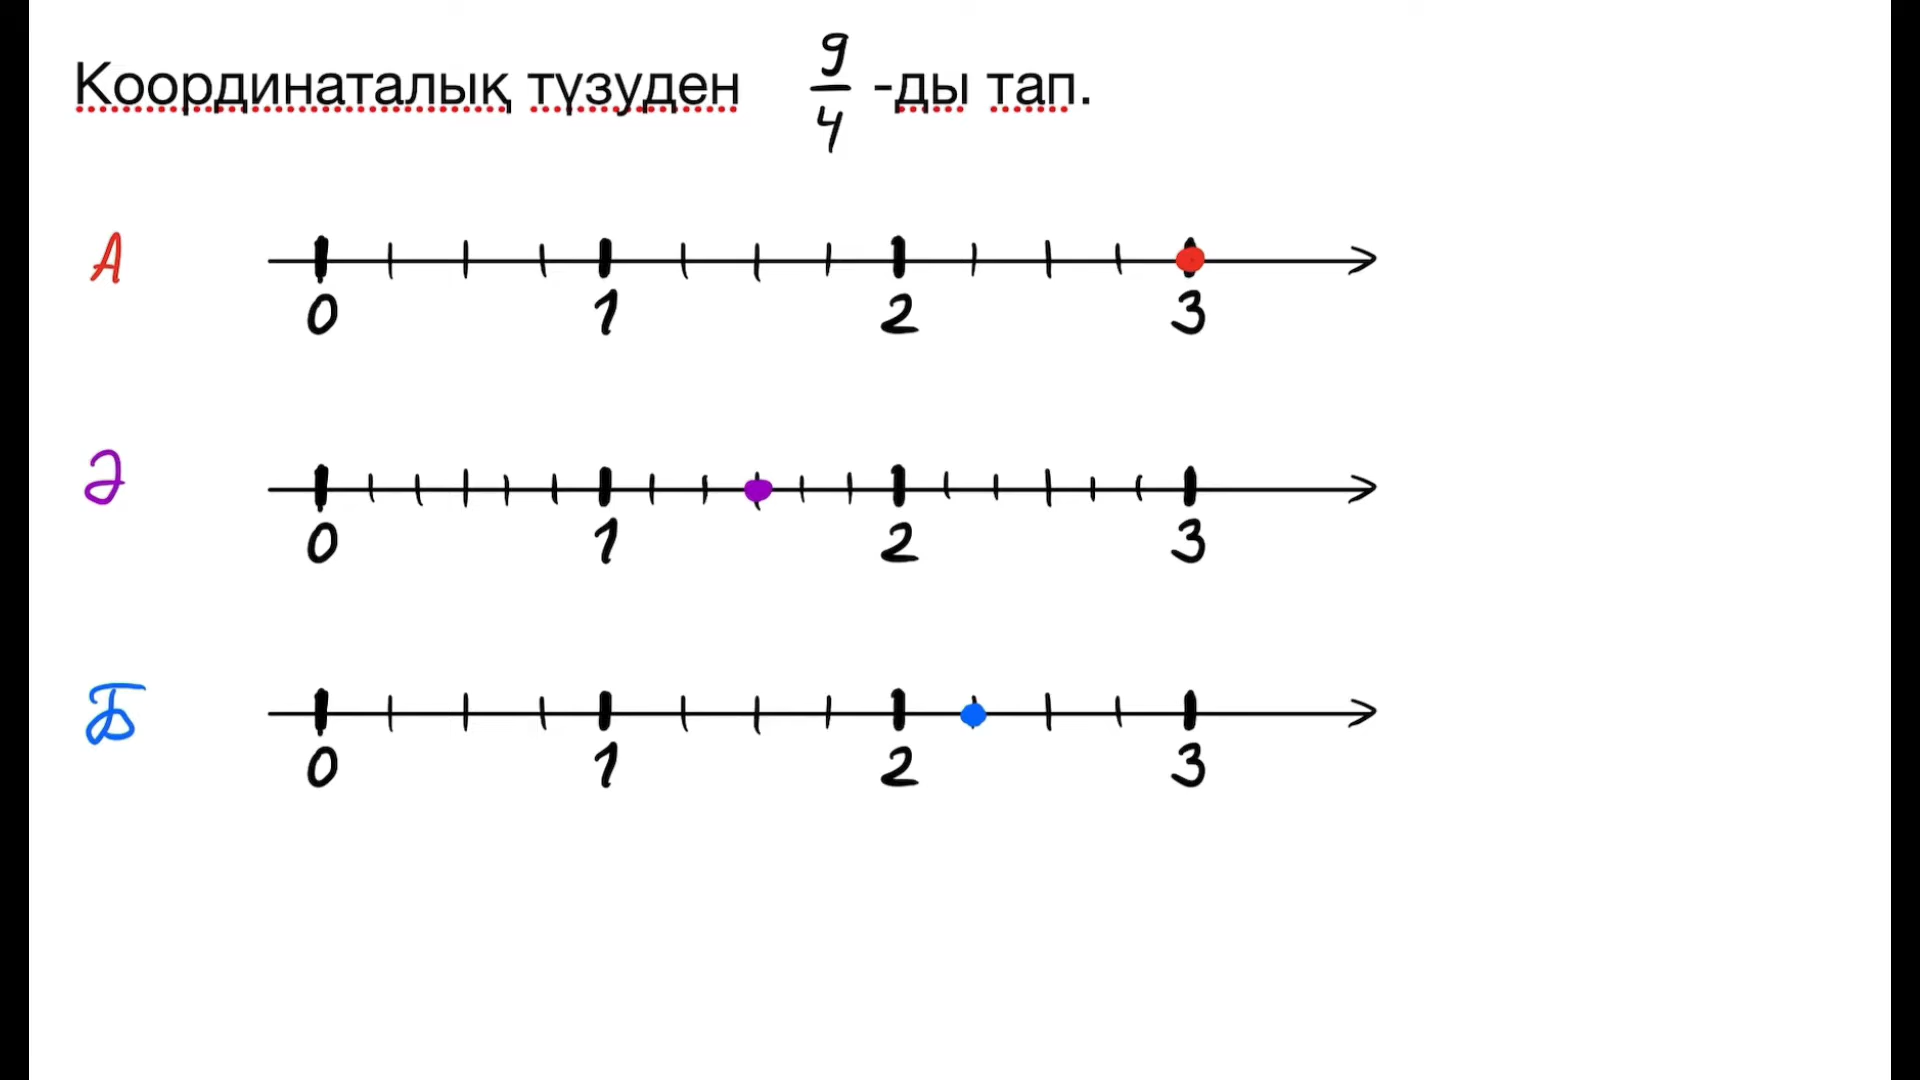 Координаталық түзуден 9/4 -ды тап.
А
0 1 2 3
Ә
0 1 2 3
Б
0 1 2 3